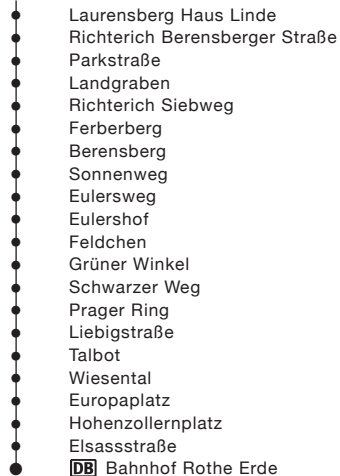 Laurensberg Haus Linde
Richterich Berensberger Straße
Parkstraße
Landgraben
Richterich Siebweg
Ferberberg
Berensberg
Sonnenweg
Eulersweg
Eulershof
Feldchen
Grüner Winkel
Schwarzer Weg
Prager Ring
Liebigstraße
Talbot
Wiesental
Europaplatz
Hohenzollernplatz
Elsassstraße
DB Bahnhof Rothe Erde